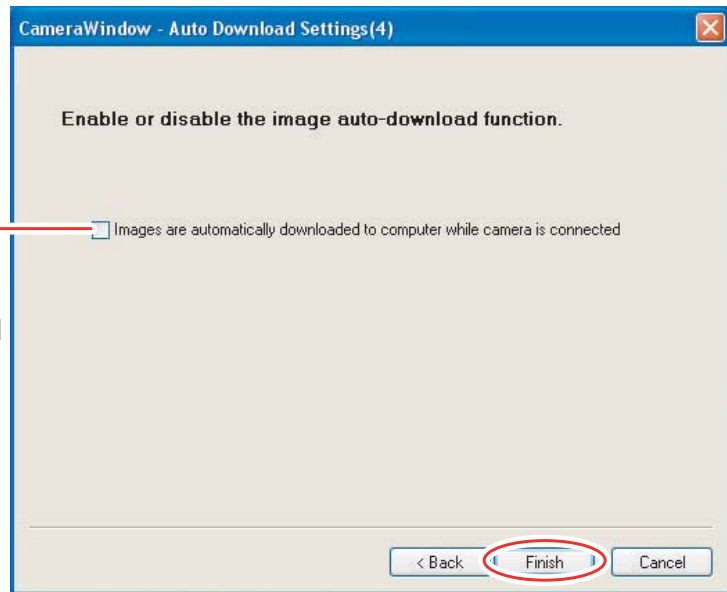 CameraWindow - Auto Download Settings(4)
Enable or disable the image auto-download function.
Images are automatically downloaded to computer while camera is connected
< Back
Finish
Cancel